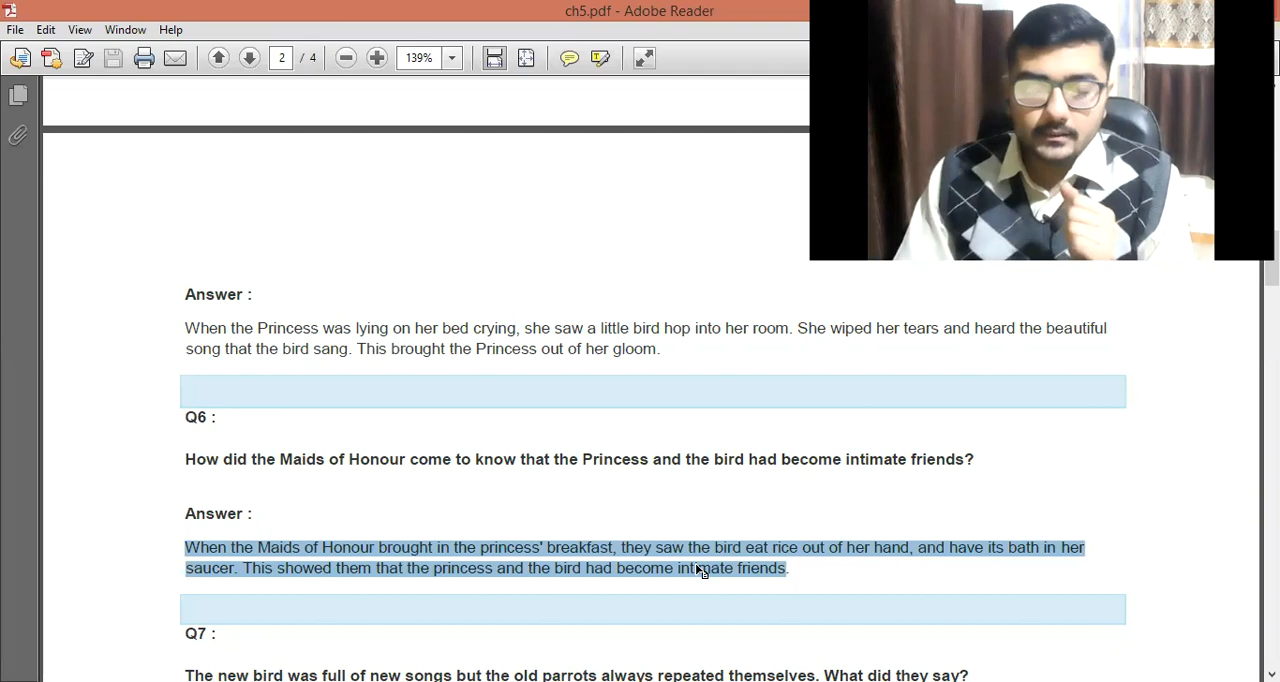 ch5.pdf - Adobe Reader
File Edit View Window Help
2 / 4 139%
Answer :
When the Princess was lying on her bed crying, she saw a little bird hop into her room. She wiped her tears and heard the beautiful
song that the bird sang. This brought the Princess out of her gloom.
Q6 :
How did the Maids of Honour come to know that the Princess and the bird had become intimate friends?
Answer :
When the Maids of Honour brought in the princess' breakfast, they saw the bird eat rice out of her hand, and have its bath in her
saucer. This showed them that the princess and the bird had become intimate friends.
Q7 :
The new bird was full of new songs but the old parrots always repeated themselves. What did they say?